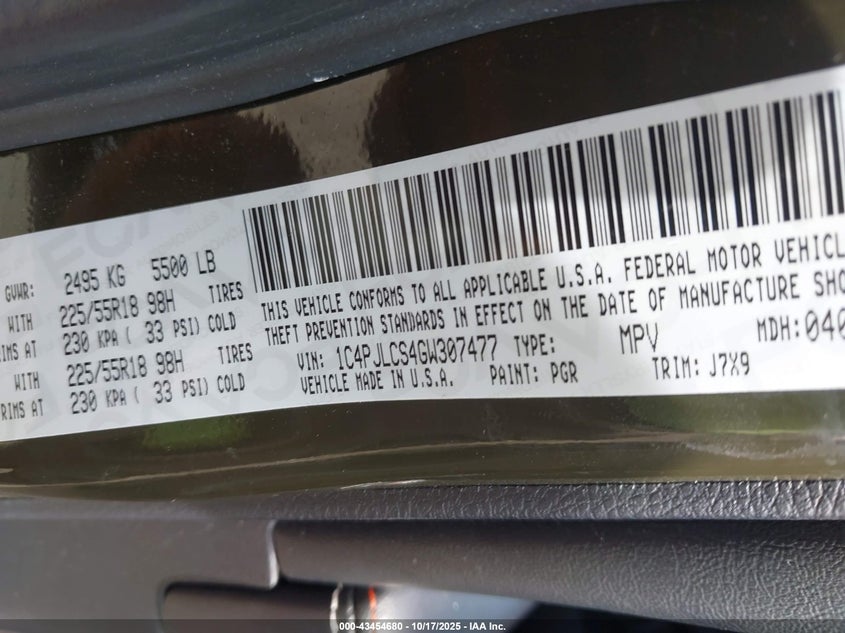 GVWR: 2495 KG 5500 LB
WITH 225/55R18 98H TIRES
RIMS AT 230 KPA ( 33 PSI) COLD
WITH 225/55R18 98H TIRES
RIMS AT 230 KPA ( 33 PSI) COLD
THIS VEHICLE CONFORMS TO ALL APPLICABLE U.S.A. FEDERAL MOTOR VEHICL
THEFT PREVENTION STANDARDS IN EFFECT ON THE DATE OF MANUFACTURE SHO
VIN: 1C4PJLCS4GW307477 TYPE: MPV MDH: 040
VEHICLE MADE IN U.S.A. PAINT: PGR TRIM: J7X9
© 000-43454680 | 10/17/2025 - IAA Inc.